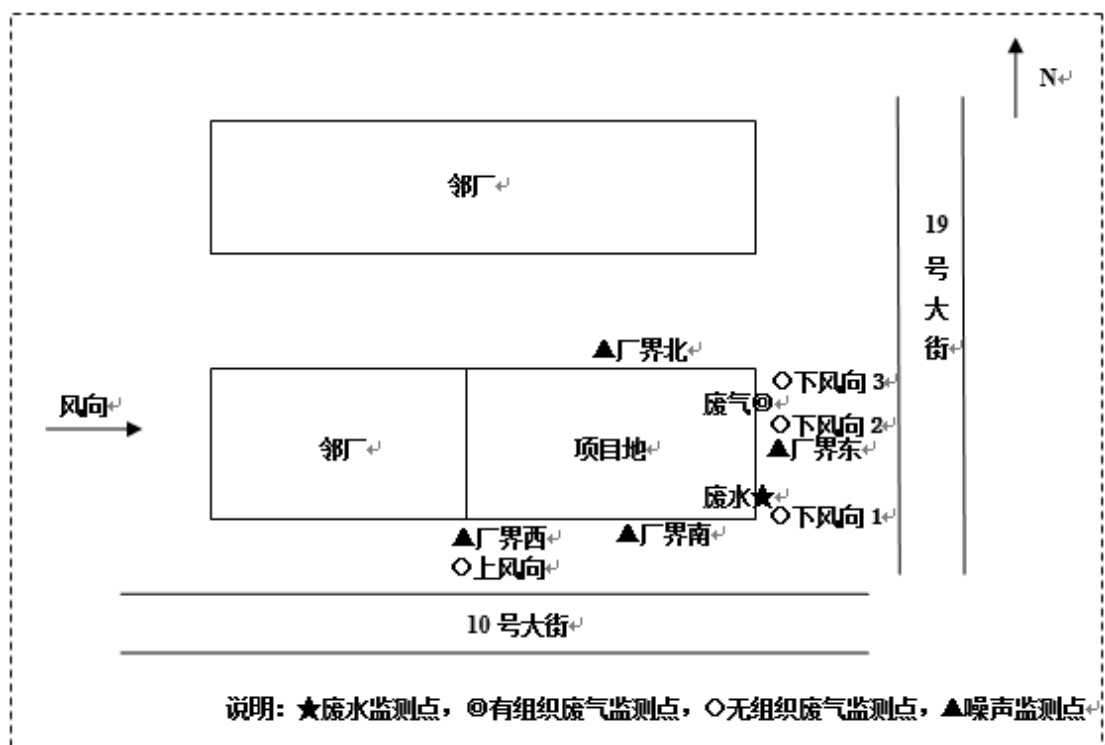 N
邻厂
19号大街
▲厂界北
○下风向 3
废气◎
风向
○下风向 2
邻厂
项目地
▲厂界东
废水★
○下风向 1
▲厂界西
▲厂界南
○上风向
10 号大街
说明：★废水监测点，◎有组织废气监测点，○无组织废气监测点，▲噪声监测点